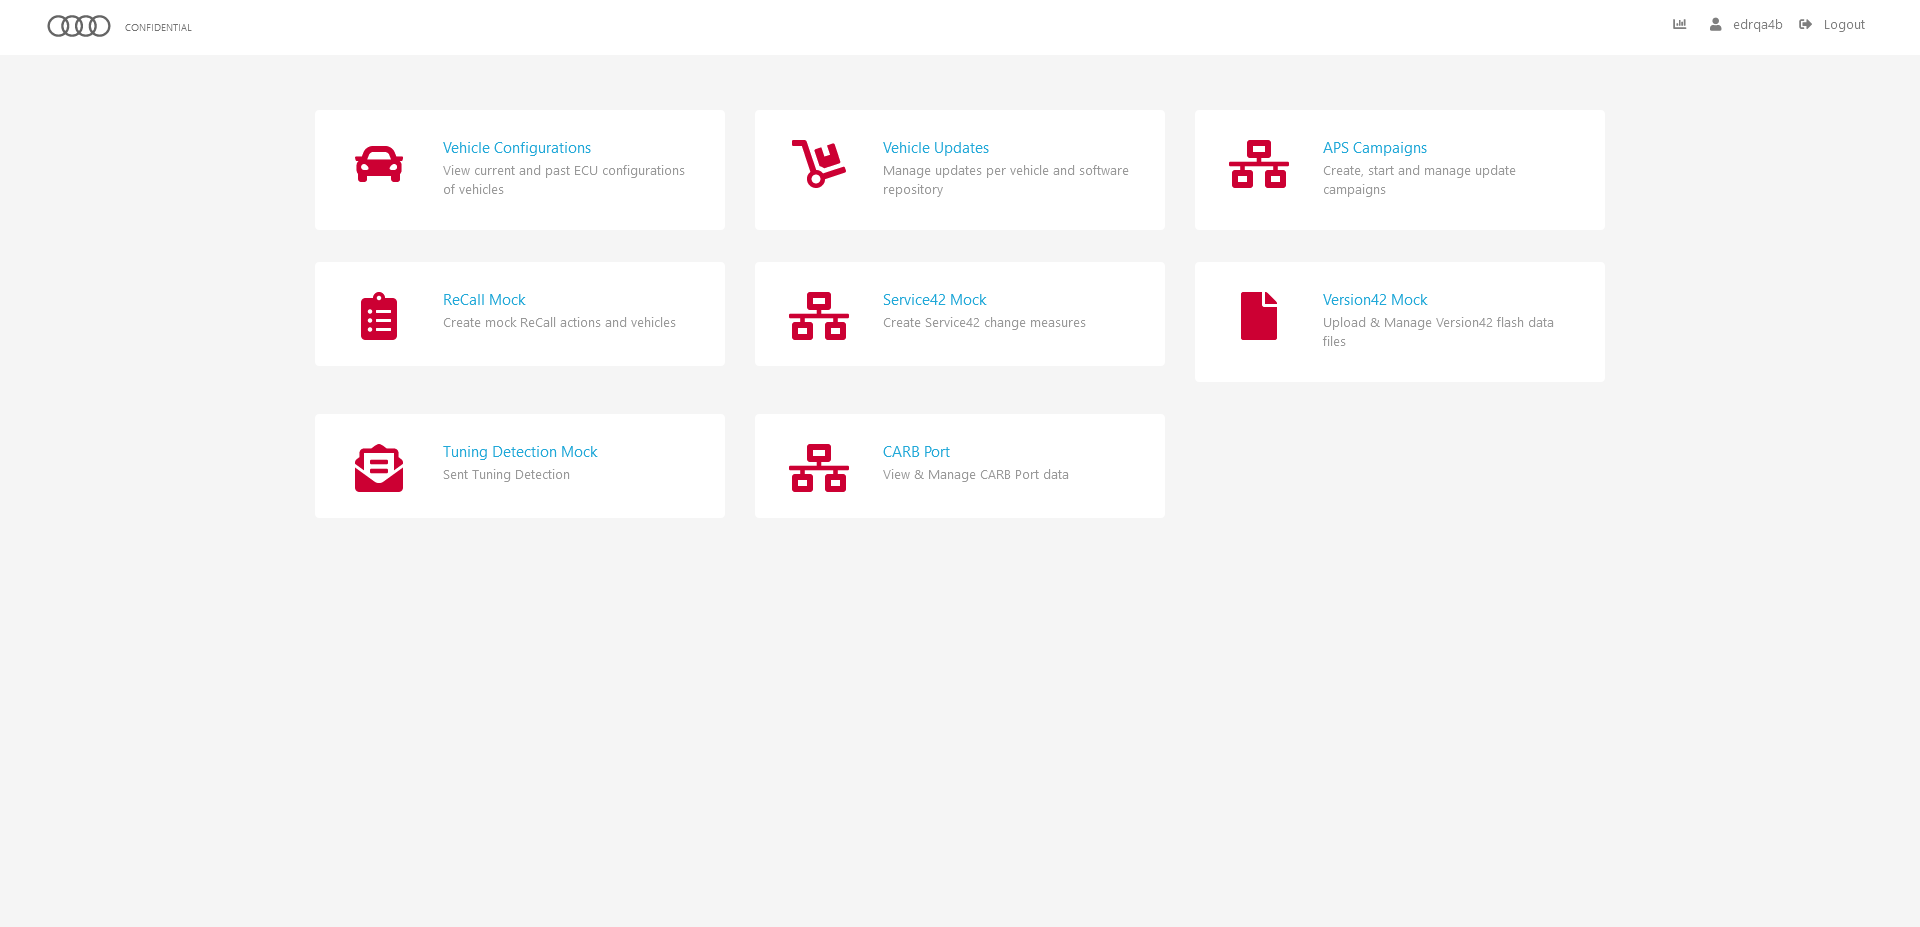 CONFIDENTIAL
edrqa4b
Logout
Vehicle Configurations
View current and past ECU configurations
of vehicles
Vehicle Updates
Manage updates per vehicle and software
repository
APS Campaigns
Create, start and manage update
campaigns
ReCall Mock
Create mock ReCall actions and vehicles
Service42 Mock
Create Service42 change measures
Version42 Mock
Upload & Manage Version42 flash data
files
Tuning Detection Mock
Sent Tuning Detection
CARB Port
View & Manage CARB Port data